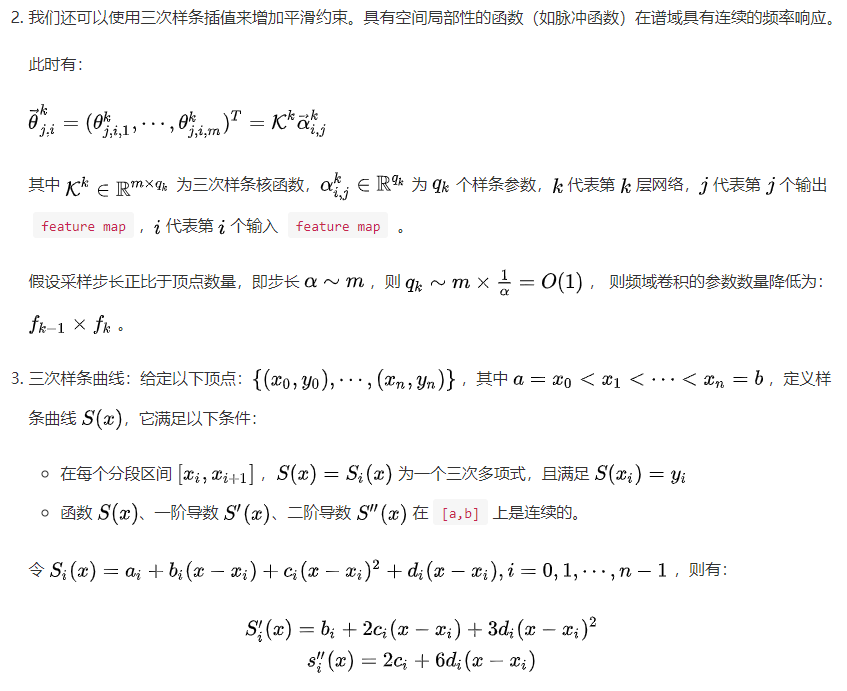 2. 我们还可以使用三次样条插值来增加平滑约束。具有空间局部性的函数（如脉冲函数）在谱域具有连续的频率响应。
此时有：
$\vec{\theta}_{j,i}^{k} = (\theta_{j,i,1}^{k}, \cdots, \theta_{j,i,m}^{k})^T = \mathcal{K}^k \vec{\alpha}_{i,j}^{k}$
其中 $\mathcal{K}^k \in \mathbb{R}^{m \times q_k}$ 为三次样条核函数，$\alpha_{i,j}^{k} \in \mathbb{R}^{q_k}$ 为 $q_k$ 个样条参数，$k$ 代表第 $k$ 层网络，$j$ 代表第 $j$ 个输出
feature map ，$i$ 代表第 $i$ 个输入 feature map 。
假设采样步长正比于顶点数量，即步长 $\alpha \sim m$ ，则 $q_k \sim m \times \frac{1}{\alpha} = O(1)$ ， 则频域卷积的参数数量降低为：
$f_{k-1} \times f_k$ 。
3. 三次样条曲线：给定以下顶点：$\{(x_0, y_0), \cdots, (x_n, y_n)\}$ ，其中 $a = x_0 < x_1 < \cdots < x_n = b$ ，定义样
条曲线 $S(x)$，它满足以下条件：
○ 在每个分段区间 $[x_i, x_{i+1}]$ ，$S(x) = S_i(x)$ 为一个三次多项式，且满足 $S(x_i) = y_i$
○ 函数 $S(x)$、一阶导数 $S'(x)$、二阶导数 $S''(x)$ 在 [a,b] 上是连续的。
令 $S_i(x) = a_i + b_i(x - x_i) + c_i(x - x_i)^2 + d_i(x - x_i), i = 0, 1, \cdots, n-1$ ，则有：
$S_i'(x) = b_i + 2c_i(x - x_i) + 3d_i(x - x_i)^2$
$s_i''(x) = 2c_i + 6d_i(x - x_i)$